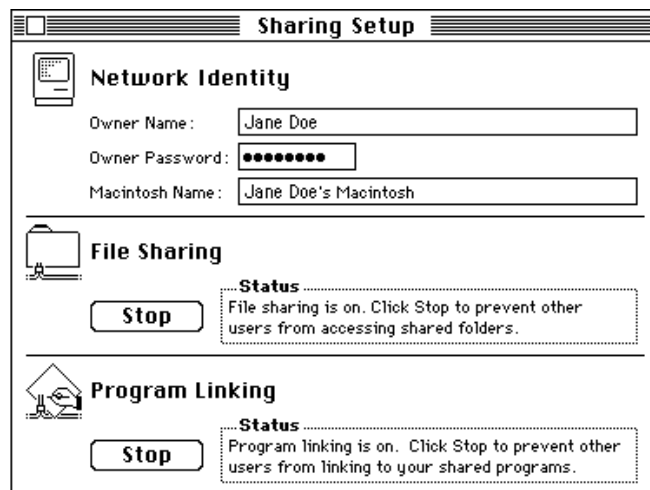 Sharing Setup
Network Identity
Owner Name:
Jane Doe
Owner Password:
••••••••
Macintosh Name:
Jane Doe's Macintosh
File Sharing
Status
Stop
File sharing is on. Click Stop to prevent other
users from accessing shared folders.
Program Linking
Status
Stop
Program linking is on. Click Stop to prevent other
users from linking to your shared programs.